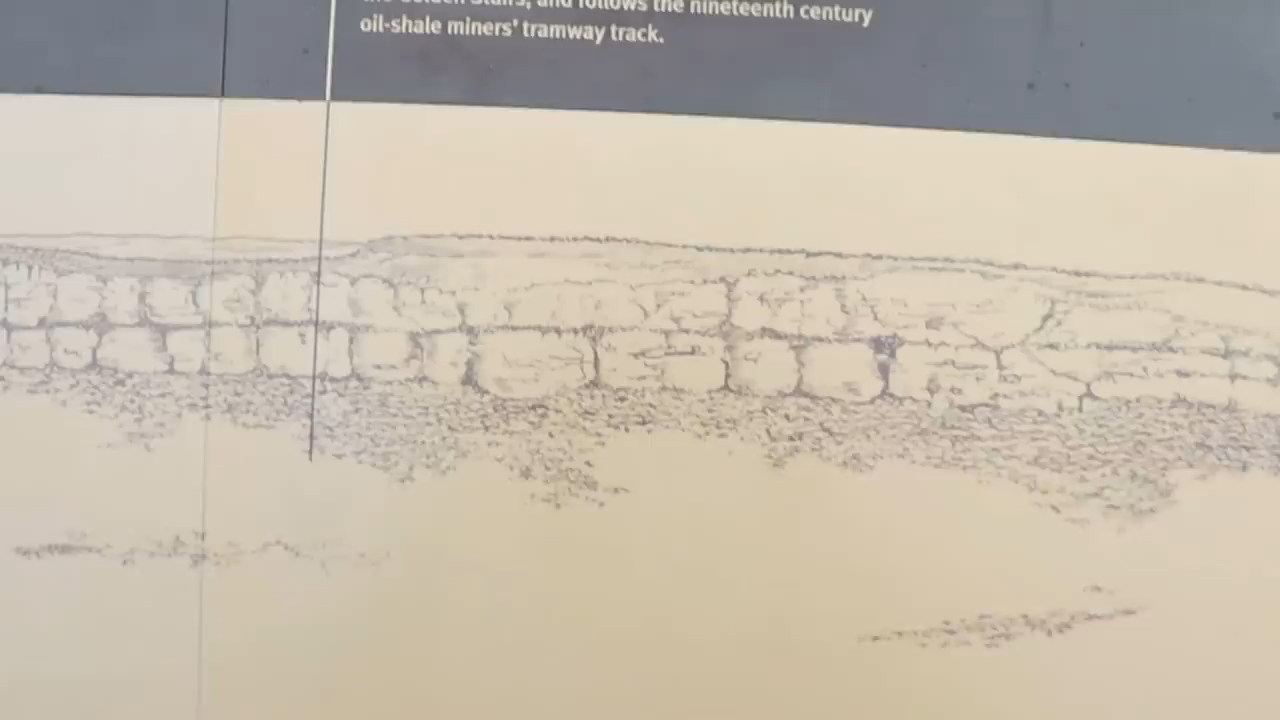 the Golden Stairs, and follows the nineteenth century
oil-shale miners' tramway track.